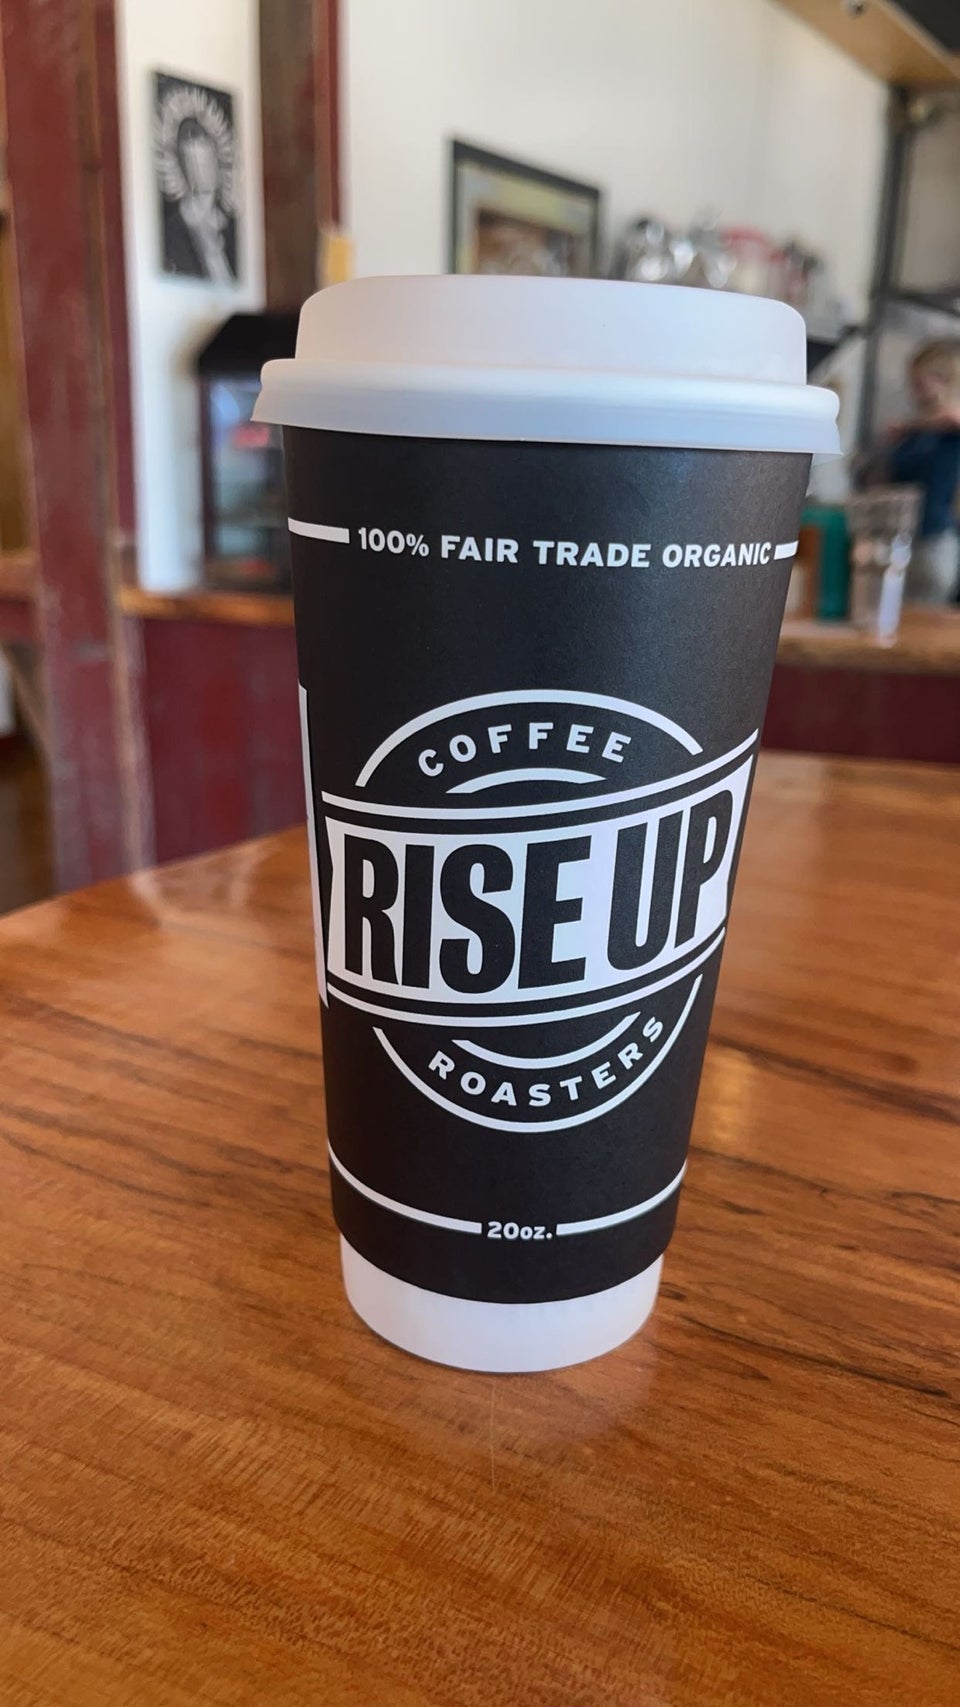 100% FAIR TRADE ORGANIC
COFFEE
RISE UP
ROASTERS
20oz.